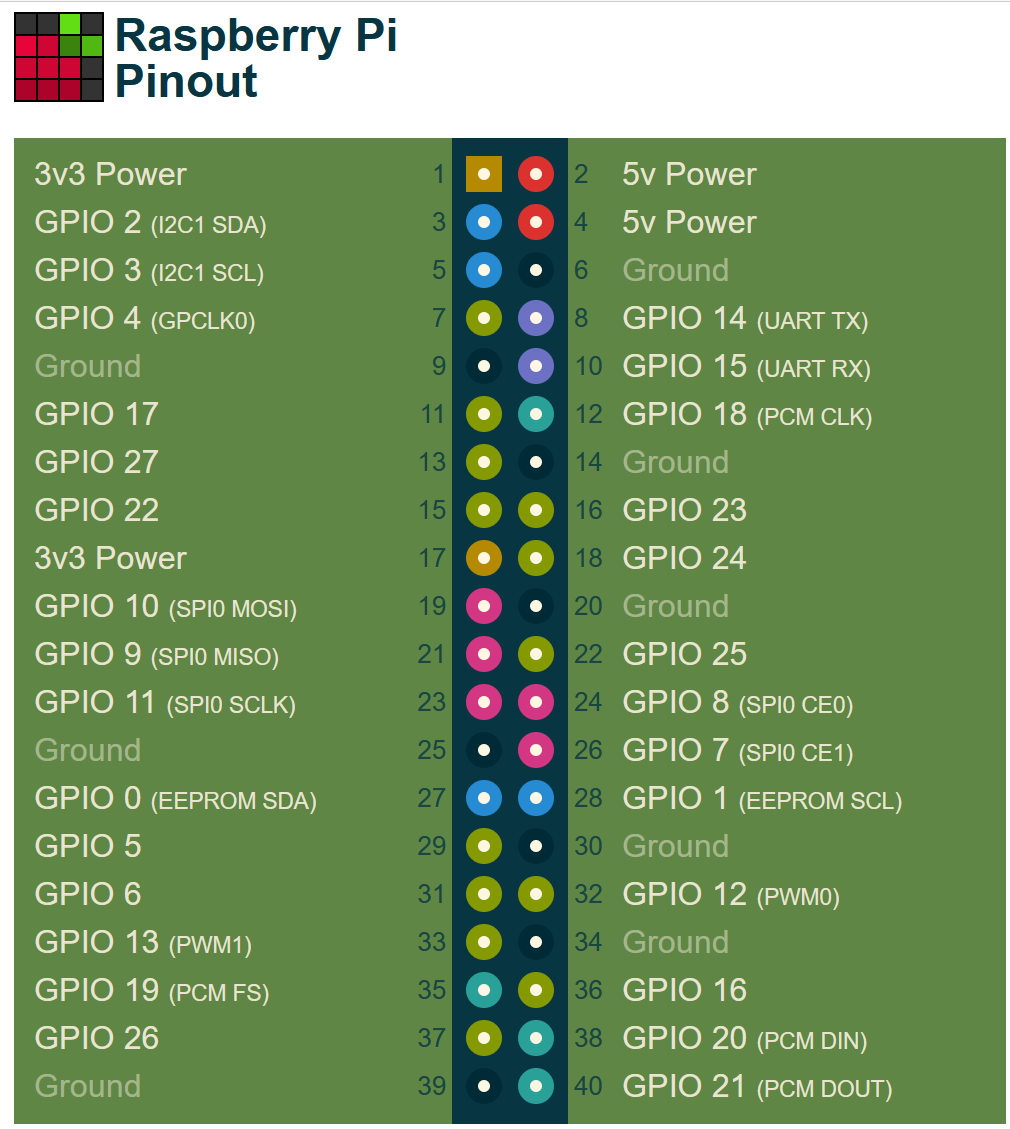 Raspberry Pi
Pinout
3v3 Power 1 2 5v Power
GPIO 2 (I2C1 SDA) 3 4 5v Power
GPIO 3 (I2C1 SCL) 5 6 Ground
GPIO 4 (GPCLK0) 7 8 GPIO 14 (UART TX)
Ground 9 10 GPIO 15 (UART RX)
GPIO 17 11 12 GPIO 18 (PCM CLK)
GPIO 27 13 14 Ground
GPIO 22 15 16 GPIO 23
3v3 Power 17 18 GPIO 24
GPIO 10 (SPI0 MOSI) 19 20 Ground
GPIO 9 (SPI0 MISO) 21 22 GPIO 25
GPIO 11 (SPI0 SCLK) 23 24 GPIO 8 (SPI0 CE0)
Ground 25 26 GPIO 7 (SPI0 CE1)
GPIO 0 (EEPROM SDA) 27 28 GPIO 1 (EEPROM SCL)
GPIO 5 29 30 Ground
GPIO 6 31 32 GPIO 12 (PWM0)
GPIO 13 (PWM1) 33 34 Ground
GPIO 19 (PCM FS) 35 36 GPIO 16
GPIO 26 37 38 GPIO 20 (PCM DIN)
Ground 39 40 GPIO 21 (PCM DOUT)